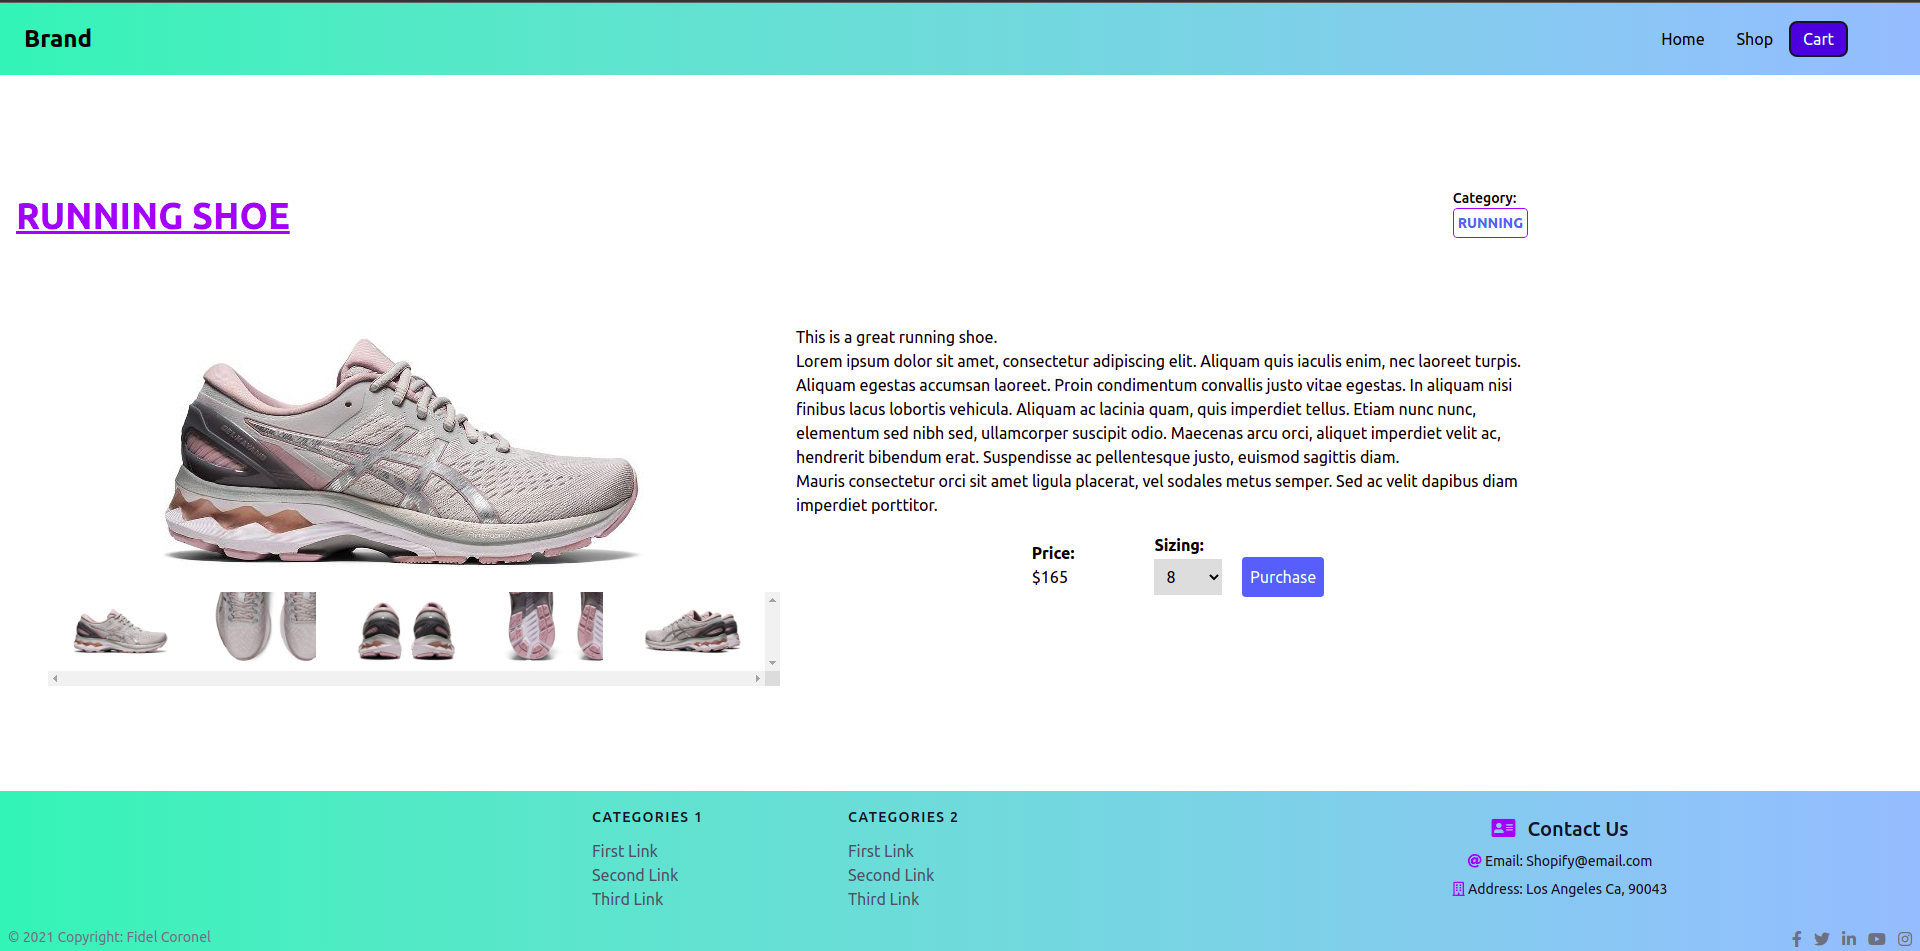 Brand
Home
Shop
Cart
RUNNING SHOE
Category:
RUNNING
This is a great running shoe.
Lorem ipsum dolor sit amet, consectetur adipiscing elit. Aliquam quis iaculis enim, nec laoreet turpis.
Aliquam egestas accumsan laoreet. Proin condimentum convallis justo vitae egestas. In aliquam nisi
finibus lacus lobortis vehicula. Aliquam ac lacinia quam, quis imperdiet tellus. Etiam nunc nunc,
elementum sed nibh sed, ullamcorper suscipit odio. Maecenas arcu orci, aliquet imperdiet velit ac,
hendrerit bibendum erat. Suspendisse ac pellentesque justo, euismod sagittis diam.
Mauris consectetur orci sit amet ligula placerat, vel sodales metus semper. Sed ac velit dapibus diam
imperdiet porttitor.
Price:
$165
Sizing:
8
Purchase
CATEGORIES 1
First Link
Second Link
Third Link
CATEGORIES 2
First Link
Second Link
Third Link
Contact Us
Email: Shopify@email.com
Address: Los Angeles Ca, 90043
© 2021 Copyright: Fidel Coronel